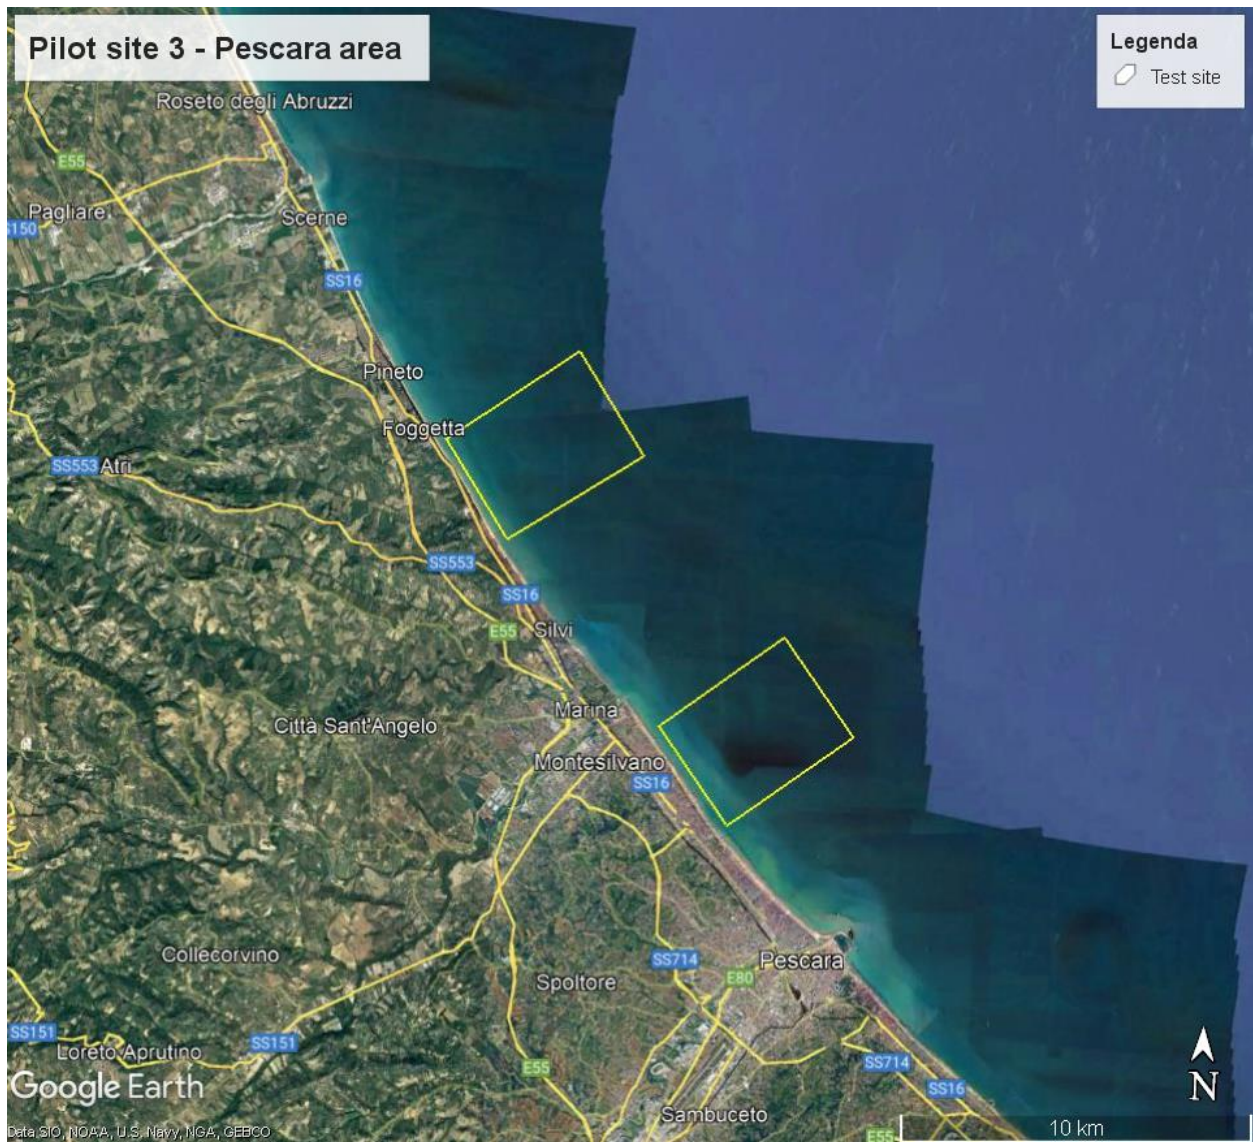 Pilot site 3 - Pescara area
Legenda
Test site
Roseto degli Abruzzi
E55
Pagliare
S150
Scerne
SS16
Pineto
Foggetta
SS553 Atri
SS553
SS16
E55
Silvi
Marina
Città Sant'Angelo
Montesilvano
SS16
Collecorvino
SS714
Pescara
E80
Spoltore
SS151
SS151
Loreto Aprutino
E55
SS714
SS16
N
Google Earth
Sambuceto
10 km
E55
Data SIO, NOAA, U.S. Navy, NGA, GEBCO